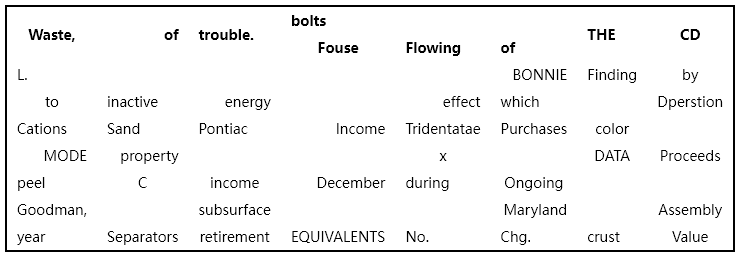 Waste, of trouble. bolts Fouse Flowing of THE CD
L. BONNIE Finding by
to inactive energy effect which Dperstion
Cations Sand Pontiac Income Tridentatae Purchases color
MODE property x DATA Proceeds
peel C income December during Ongoing
Goodman, subsurface Maryland Assembly
year Separators retirement EQUIVALENTS No. Chg. crust Value